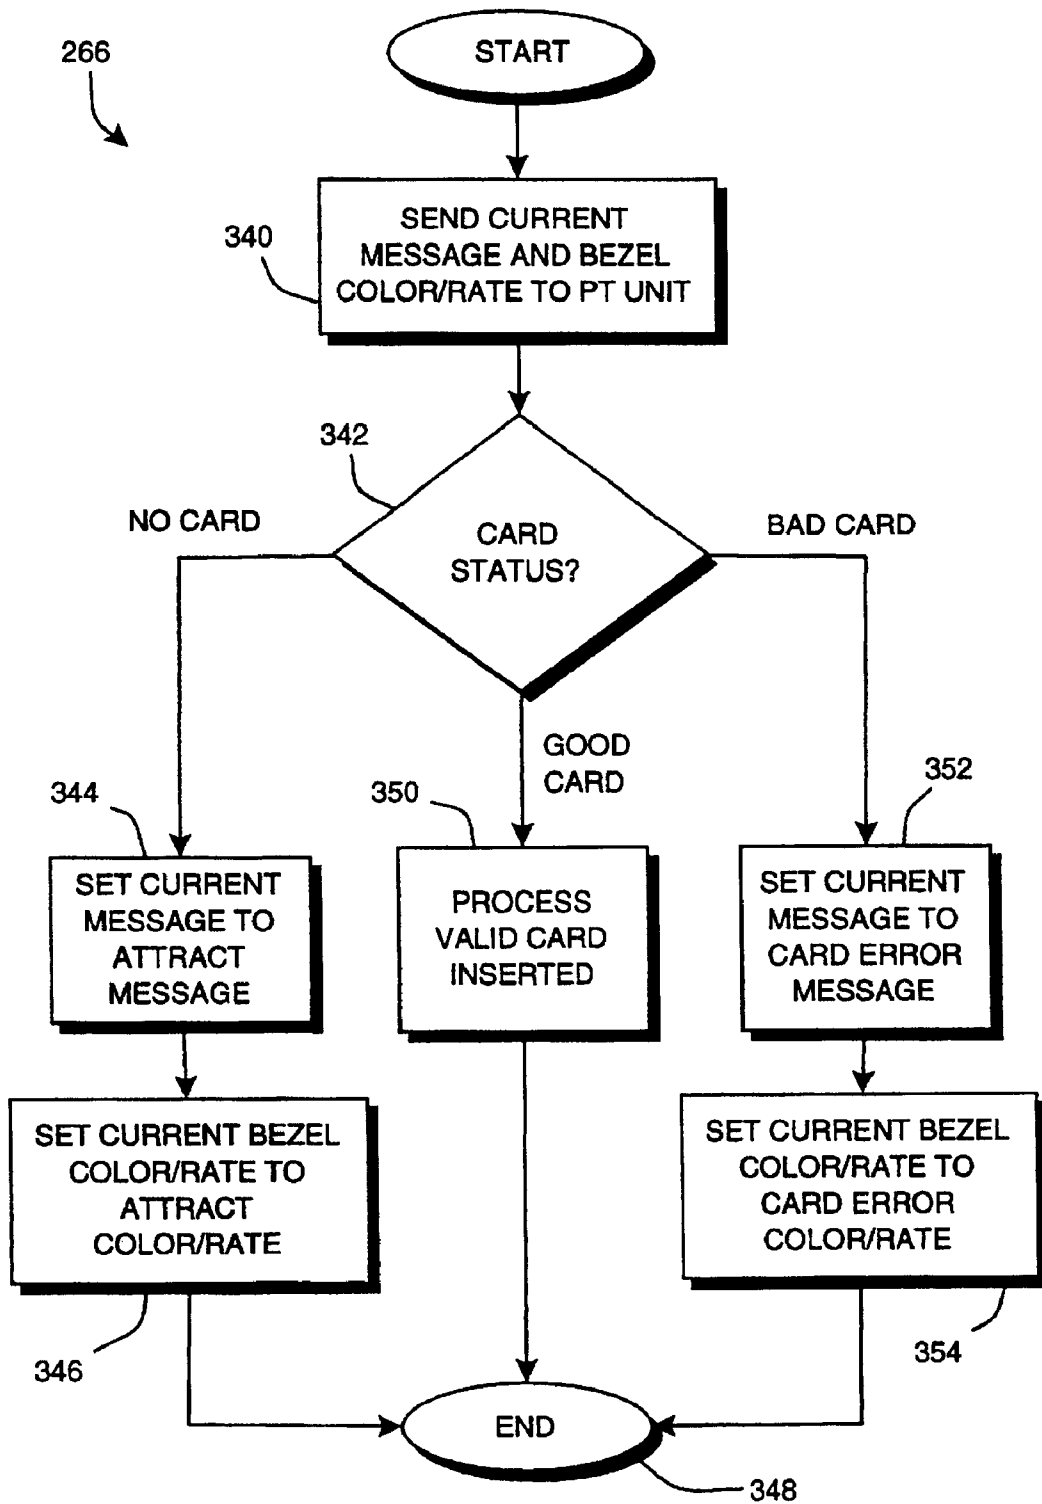 266
START
340
SEND CURRENT
MESSAGE AND BEZEL
COLOR/RATE TO PT UNIT
342
NO CARD
CARD
STATUS?
BAD CARD
GOOD
CARD
344
350
352
SET CURRENT
MESSAGE TO
ATTRACT
MESSAGE
PROCESS
VALID CARD
INSERTED
SET CURRENT
MESSAGE TO
CARD ERROR
MESSAGE
SET CURRENT BEZEL
COLOR/RATE TO
ATTRACT
COLOR/RATE
SET CURRENT BEZEL
COLOR/RATE TO
CARD ERROR
COLOR/RATE
346
354
END
348